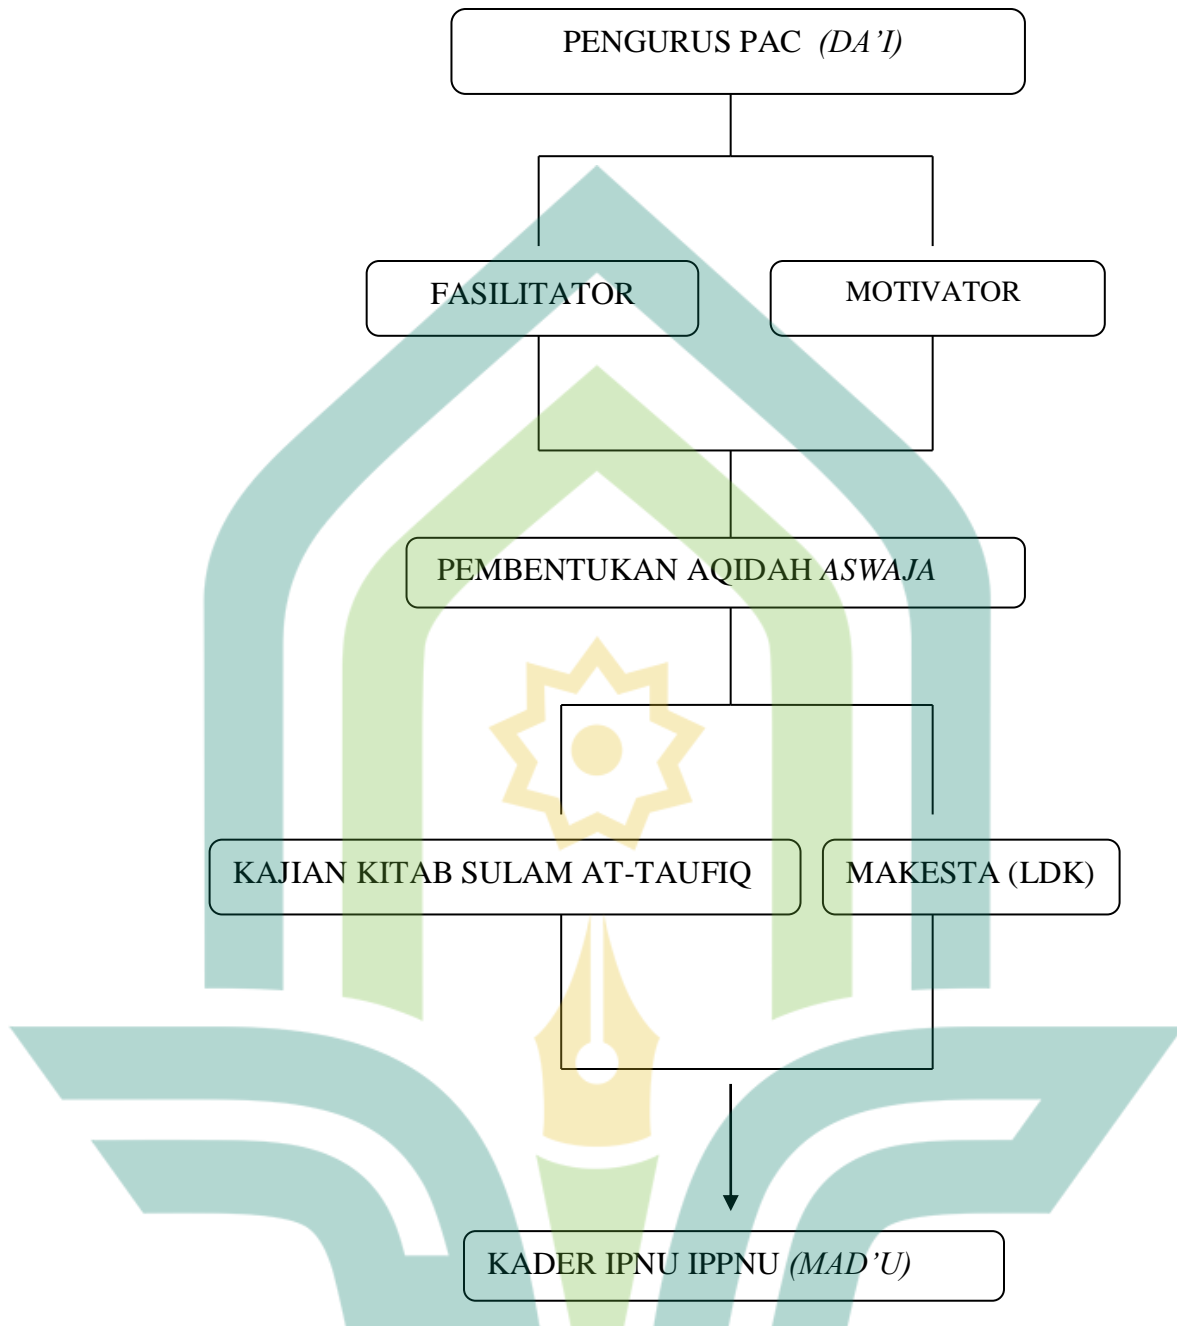 PENGURUS PAC (DA’I)
FASILITATOR
MOTIVATOR
PEMBENTUKAN AQIDAH ASWAJA
KAJIAN KITAB SULAM AT-TAUFIQ
MAKESTA (LDK)
KADER IPNU IPPNU (MAD’U)